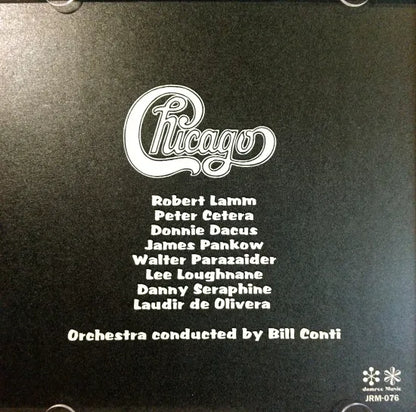 Chicago
Robert Lamm
Peter Cetera
Donnie Dacus
James Pankow
Walter Parazaider
Lee Loughnane
Danny Seraphine
Laudir de Olivera
Orchestra conducted by Bill Conti
Music
JRM-076